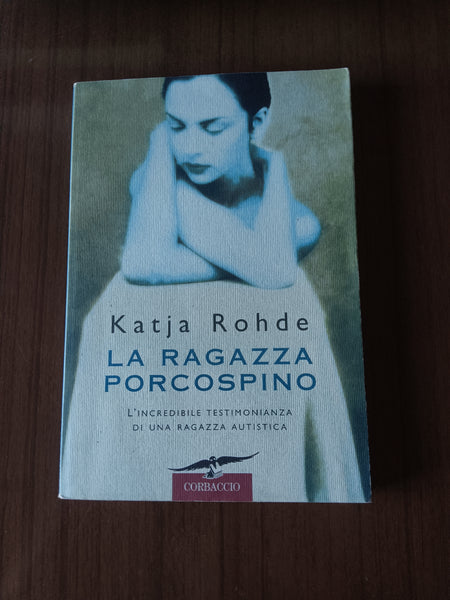 Katja Rohde
LA RAGAZZA
PORCOSPINO
L'INCREDIBILE TESTIMONIANZA
DI UNA RAGAZZA AUTISTICA
CORBACCIO